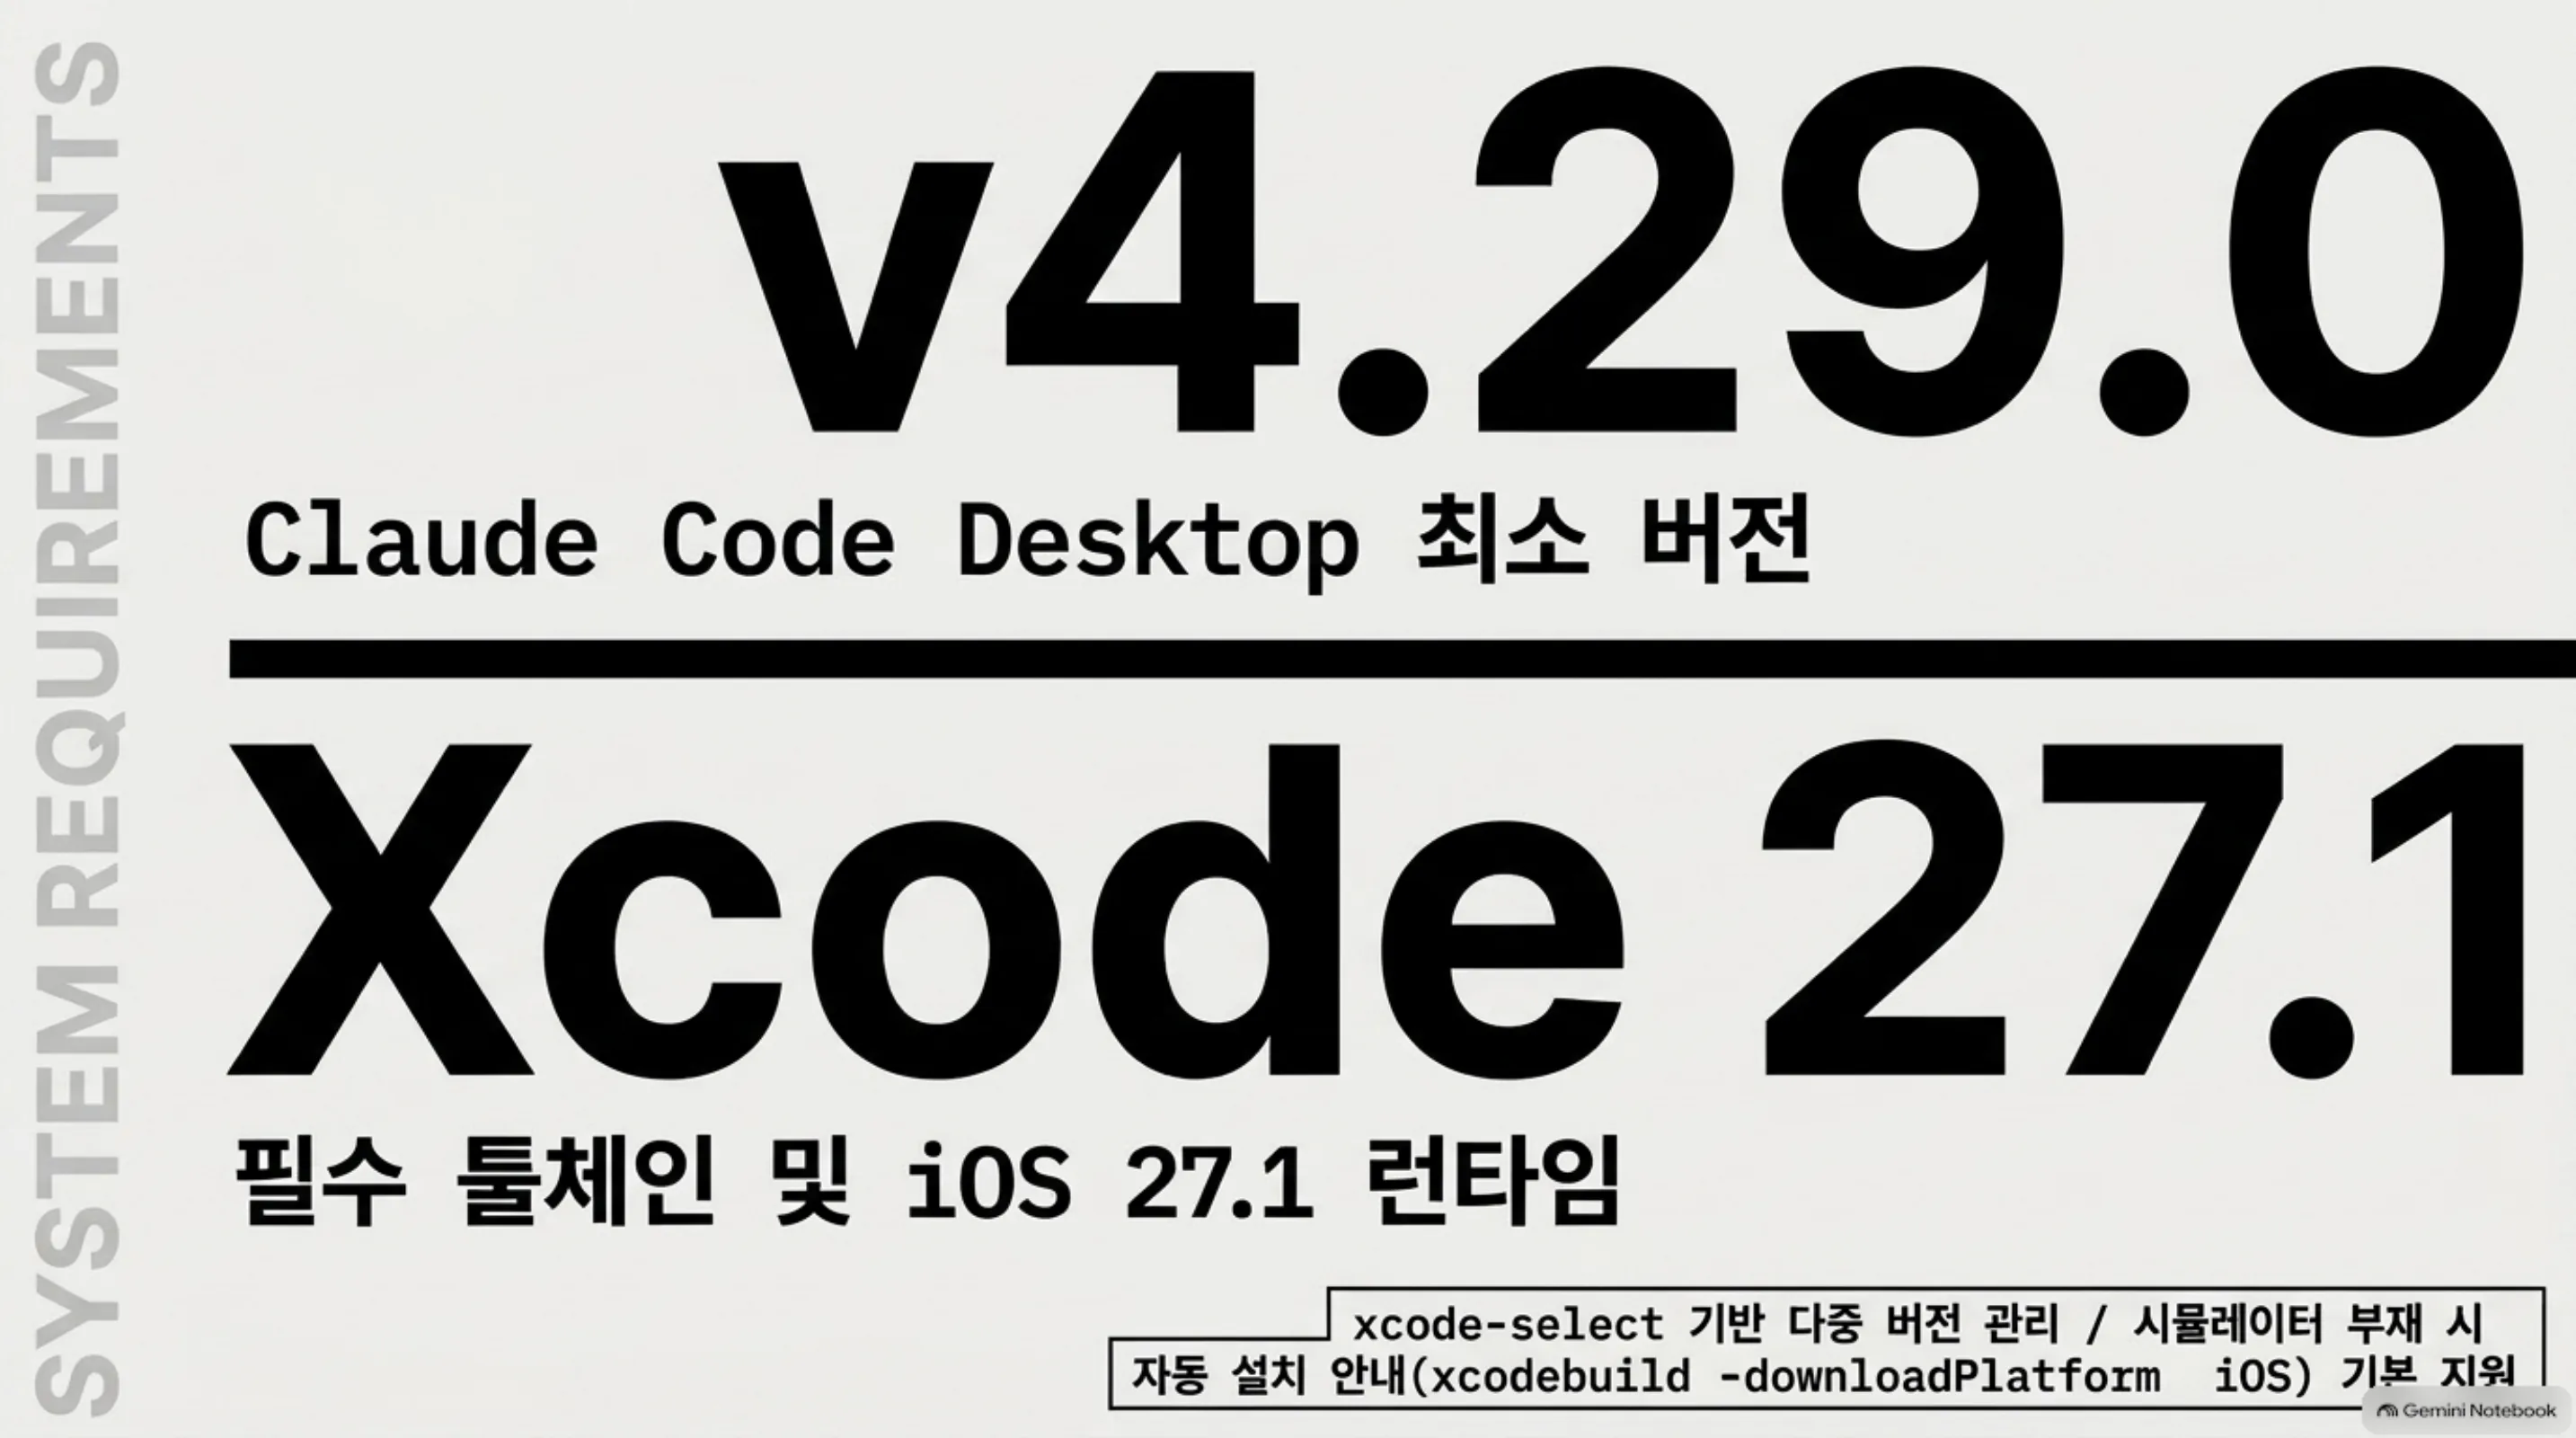 SYSTEM REQUIREMENTS
v4.29.0
Claude Code Desktop 최소 버전
Xcode 27.1
필수 툴체인 및 iOS 27.1 런타임
xcode-select 기반 다중 버전 관리 / 시뮬레이터 부재 시
자동 설치 안내(xcodebuild -downloadPlatform iOS) 기본 지원
Gemini Notebook